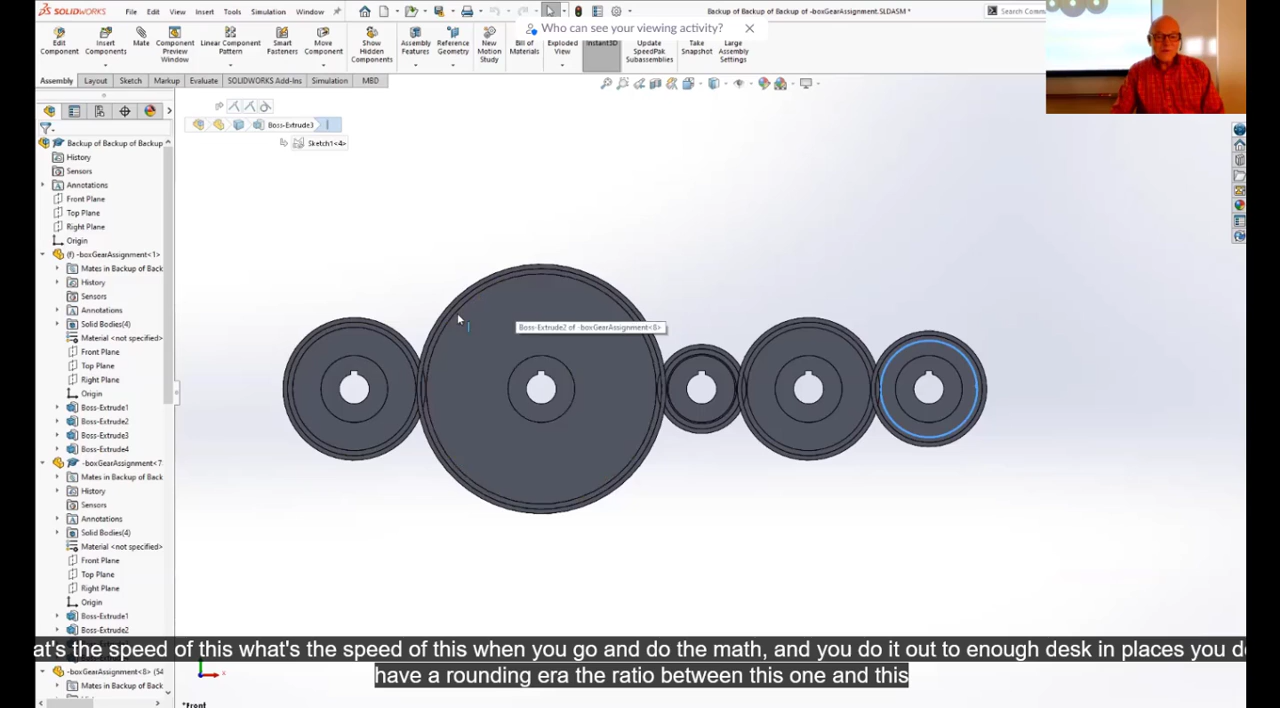 SOLIDWORKS
File Edit View Insert Tools Simulation Window
Backup of Backup of Backup of -boxGearAssignment.SLDASM *
Search Comm
Who can see your viewing activity?
Edit Component
Insert Components
Mate
Component Preview Window
Linear Component Pattern
Smart Fasteners
Move Component
Show Hidden Components
Assembly Features
Reference Geometry
New Motion Study
Bill of Materials
Exploded View
Instant3D
Update SpeedPak Subassemblies
Take Snapshot
Large Assembly Settings
Assembly Layout Sketch Markup Evaluate SOLIDWORKS Add-Ins Simulation MBD
Boss-Extrude3
Sketch1<4>
Backup of Backup of Backup
History
Sensors
Annotations
Front Plane
Top Plane
Right Plane
Origin
(f) -boxGearAssignment<1>
Mates in Backup of Back
History
Sensors
Annotations
Solid Bodies(4)
Material <not specified>
Front Plane
Top Plane
Right Plane
Origin
Boss-Extrude1
Boss-Extrude2
Boss-Extrude3
Boss-Extrude4
-boxGearAssignment<7
Mates in Backup of Back
History
Sensors
Annotations
Solid Bodies(4)
Material <not specified>
Front Plane
Top Plane
Right Plane
Origin
Boss-Extrude1
Boss-Extrude2
-boxGearAssignment<8> (54
Boss-Extrude2 of -boxGearAssignment<8>
at's the speed of this what's the speed of this when you go and do the math, and you do it out to enough desk in places you do
have a rounding era the ratio between this one and this
*Front